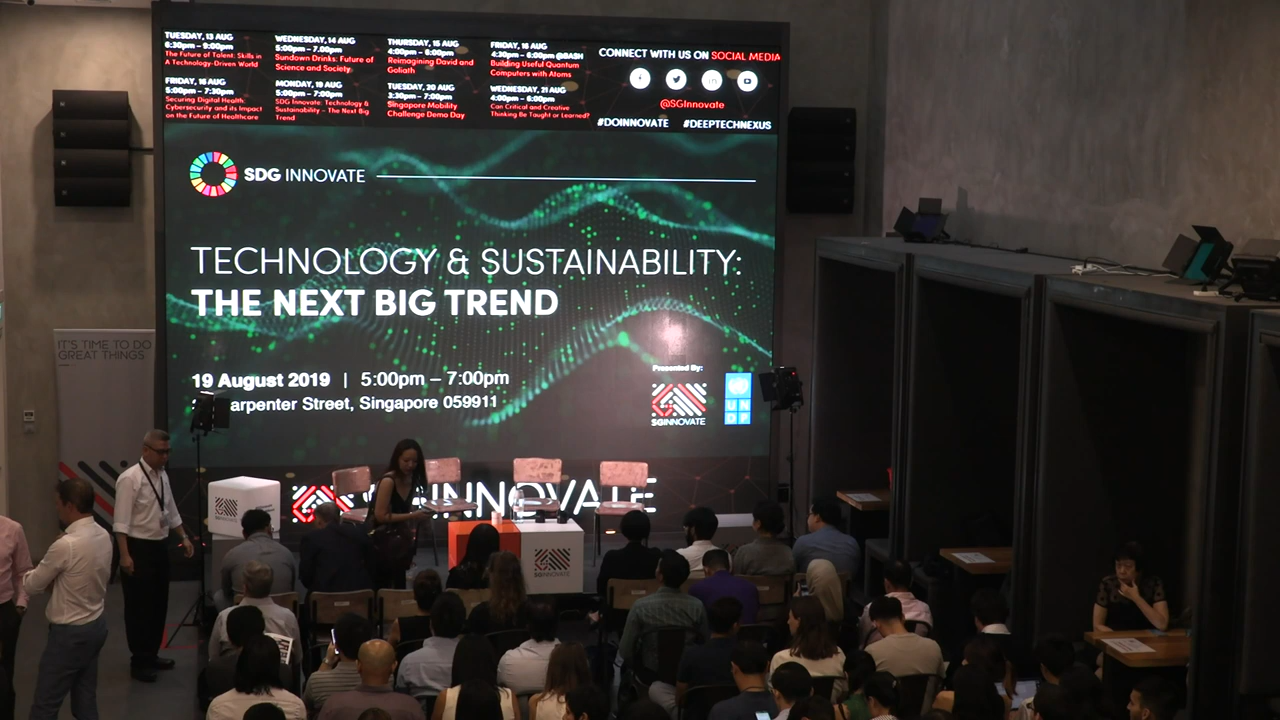 TUESDAY, 13 AUG
6:30pm - 9:00pm
The Future of Talent: Skills in
A Technology-Driven World
WEDNESDAY, 14 AUG
5:00pm - 7:00pm
Sundown Drinks: Future of
Science and Society
THURSDAY, 15 AUG
4:00pm - 6:00pm
Reimagining David and
Goliath
FRIDAY, 16 AUG
4:30pm - 6:00pm @BASH
Building Useful Quantum
Computers with Atoms
CONNECT WITH US ON SOCIAL MEDIA
FRIDAY, 16 AUG
5:00pm - 7:30pm
Securing Digital Health:
Cybersecurity and its Impact
on the Future of Healthcare
MONDAY, 19 AUG
5:00pm - 7:00pm
SDG Innovate: Technology &
Sustainability - The Next Big
Trend
TUESDAY, 20 AUG
3:30pm - 7:00pm
Singapore Mobility
Challenge Demo Day
WEDNESDAY, 21 AUG
4:00pm - 6:00pm
Can Critical and Creative
Thinking Be Taught or Learned?
@SGInnovate
#DOINNOVATE #DEEPTECHNEXUS
SDG INNOVATE
TECHNOLOGY & SUSTAINABILITY:
THE NEXT BIG TREND
19 August 2019 | 5:00pm – 7:00pm
arpenter Street, Singapore 059911
Presented By:
SGINNOVATE
UNDP
IT'S TIME TO DO
GREAT THINGS
SGINNOVATE
SGINNOVATE
SGINNOVATE